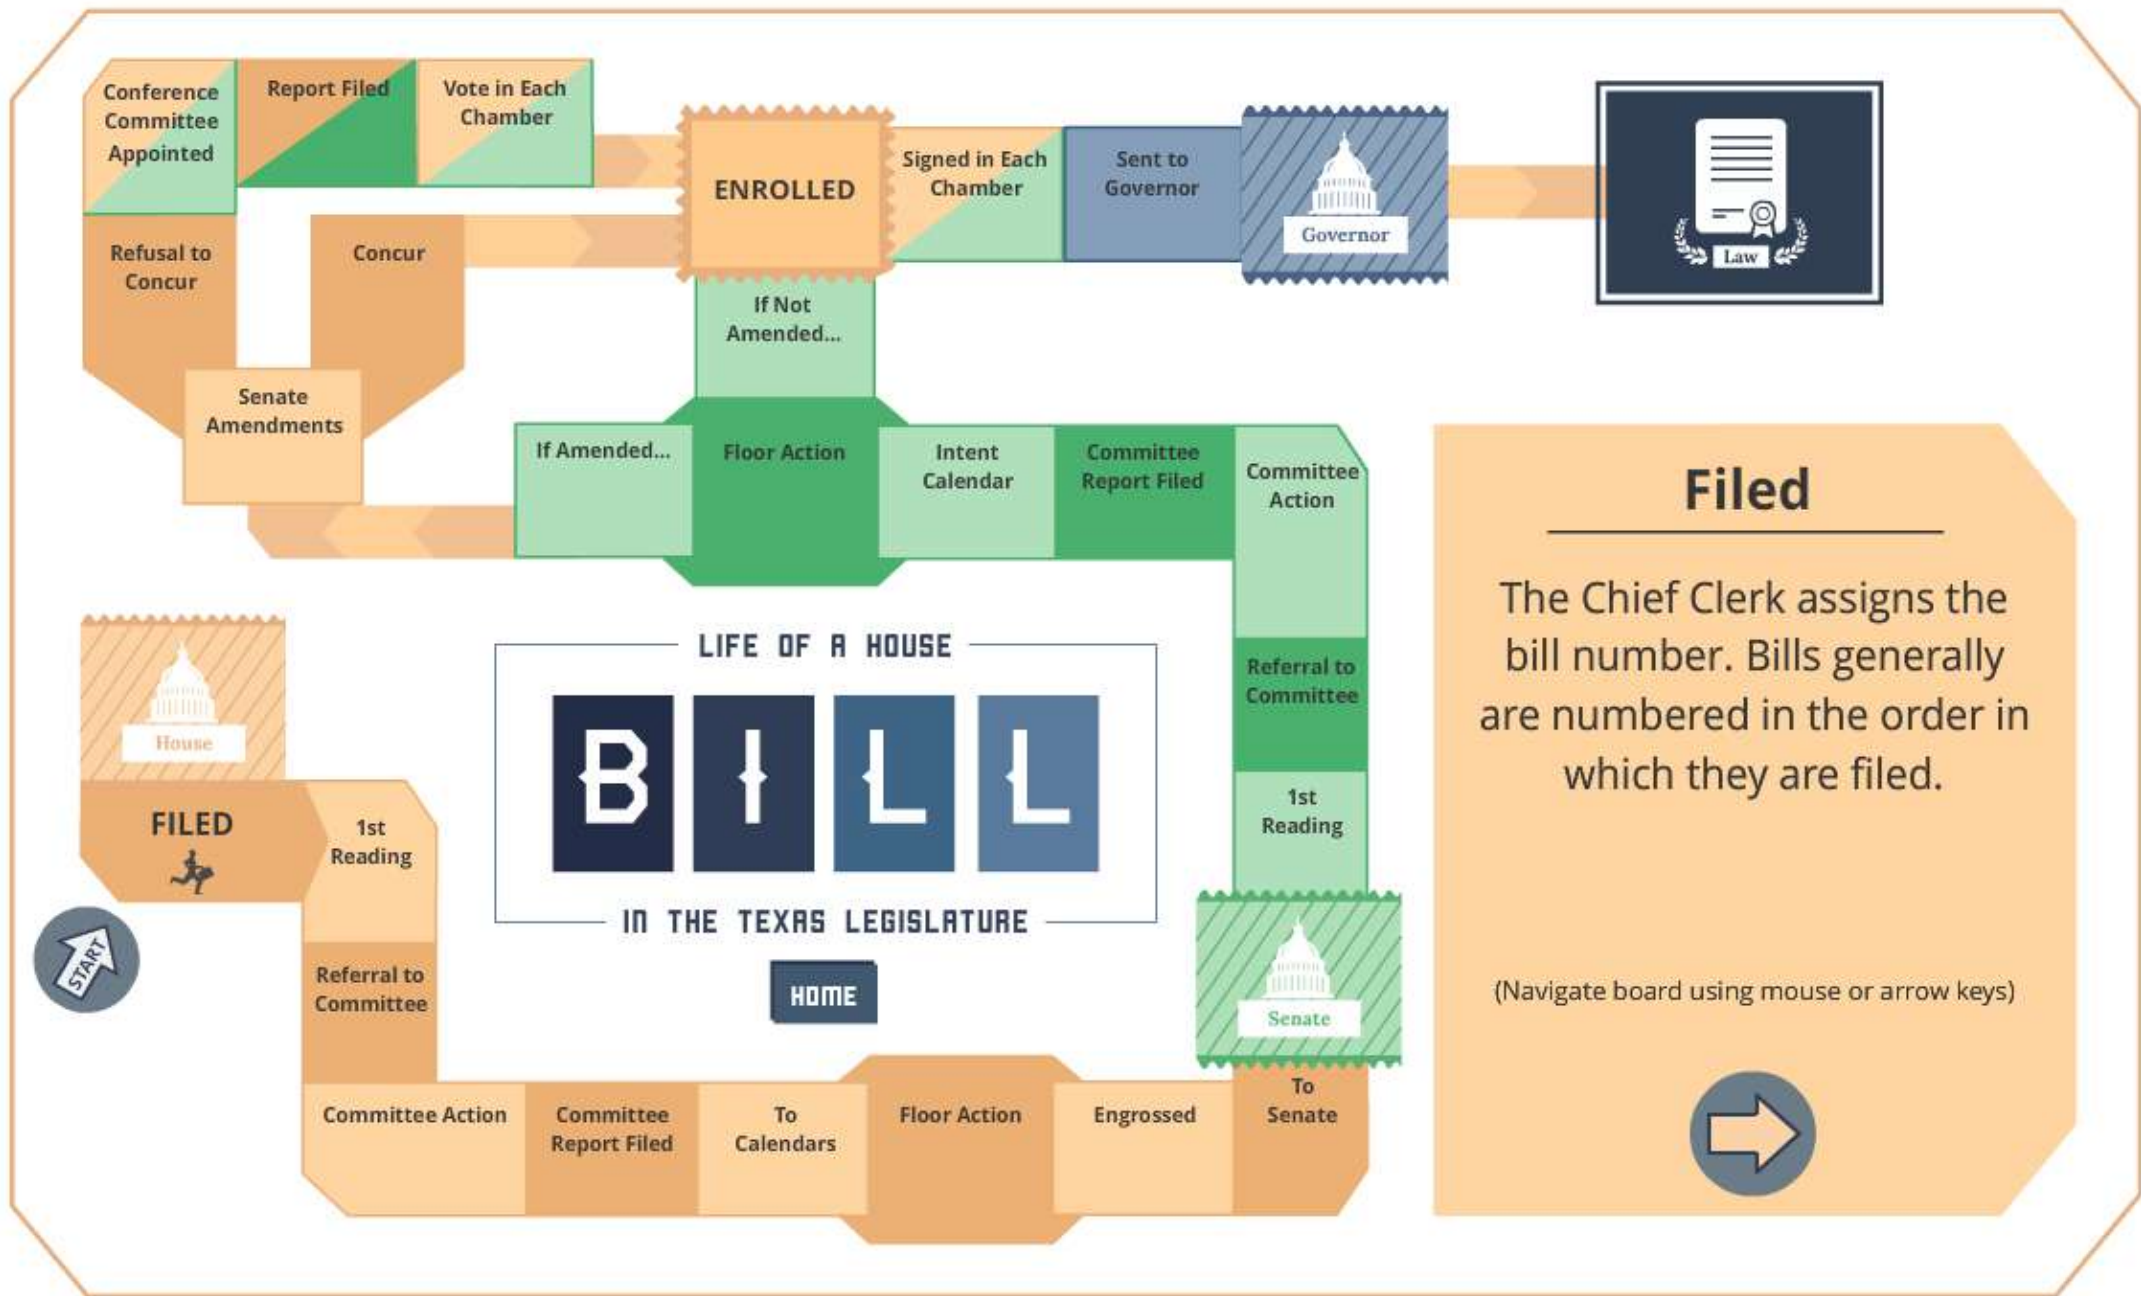 Conference
Committee
Appointed
Report Filed
Vote in Each
Chamber
Refusal to
Concur
Concur
Senate
Amendments
ENROLLED
Signed in Each
Chamber
Sent to
Governor
Governor
Law
If Not
Amended...
If Amended...
Floor Action
Intent
Calendar
Committee
Report Filed
Committee
Action
Referral to
Committee
1st
Reading
Senate
LIFE OF A HOUSE
BILL
IN THE TEXAS LEGISLATURE
HOME
House
FILED
START
1st
Reading
Referral to
Committee
Committee Action
Committee
Report Filed
To
Calendars
Floor Action
Engrossed
To
Senate
Filed
The Chief Clerk assigns the
bill number. Bills generally
are numbered in the order in
which they are filed.
(Navigate board using mouse or arrow keys)